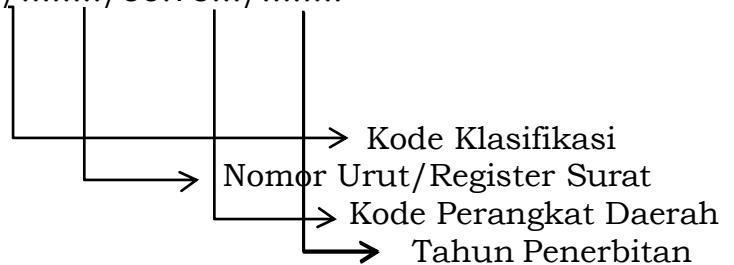 Kode Klasifikasi
Nomor Urut/Register Surat
Kode Perangkat Daerah
Tahun Penerbitan